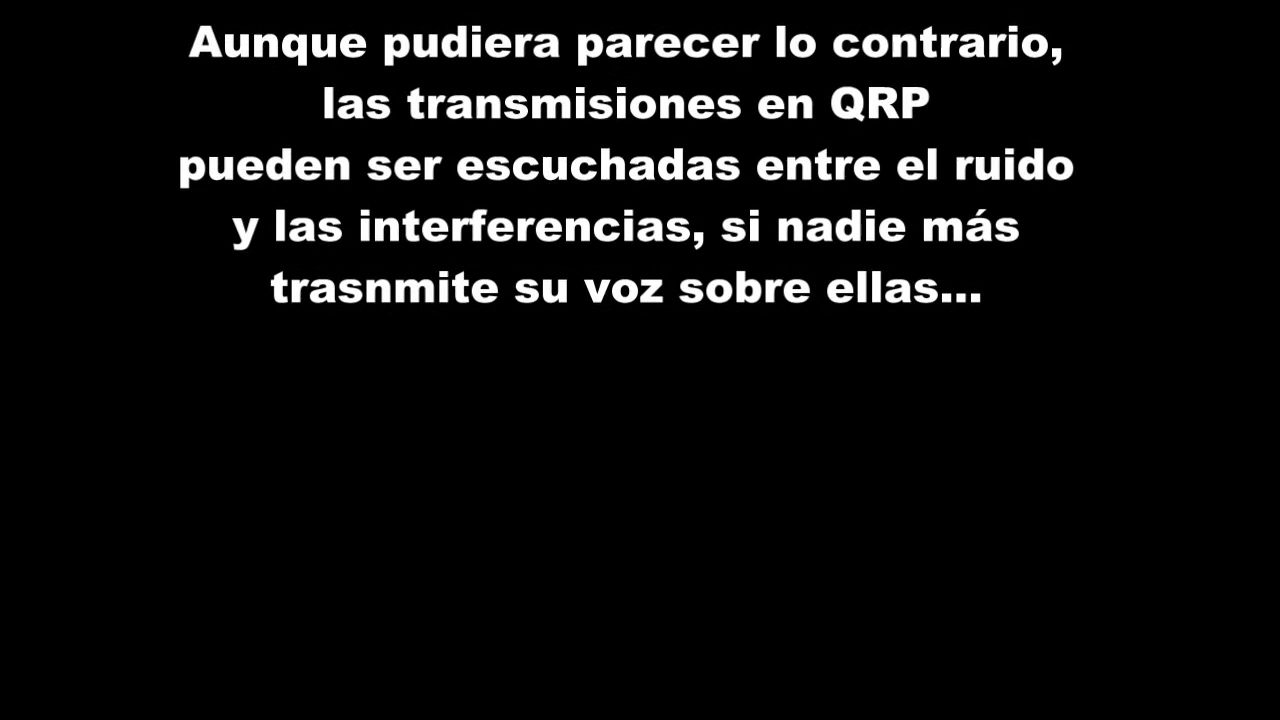 Aunque pudiera parecer lo contrario,
las transmisiones en QRP
pueden ser escuchadas entre el ruido
y las interferencias, si nadie más
trasnmite su voz sobre ellas...